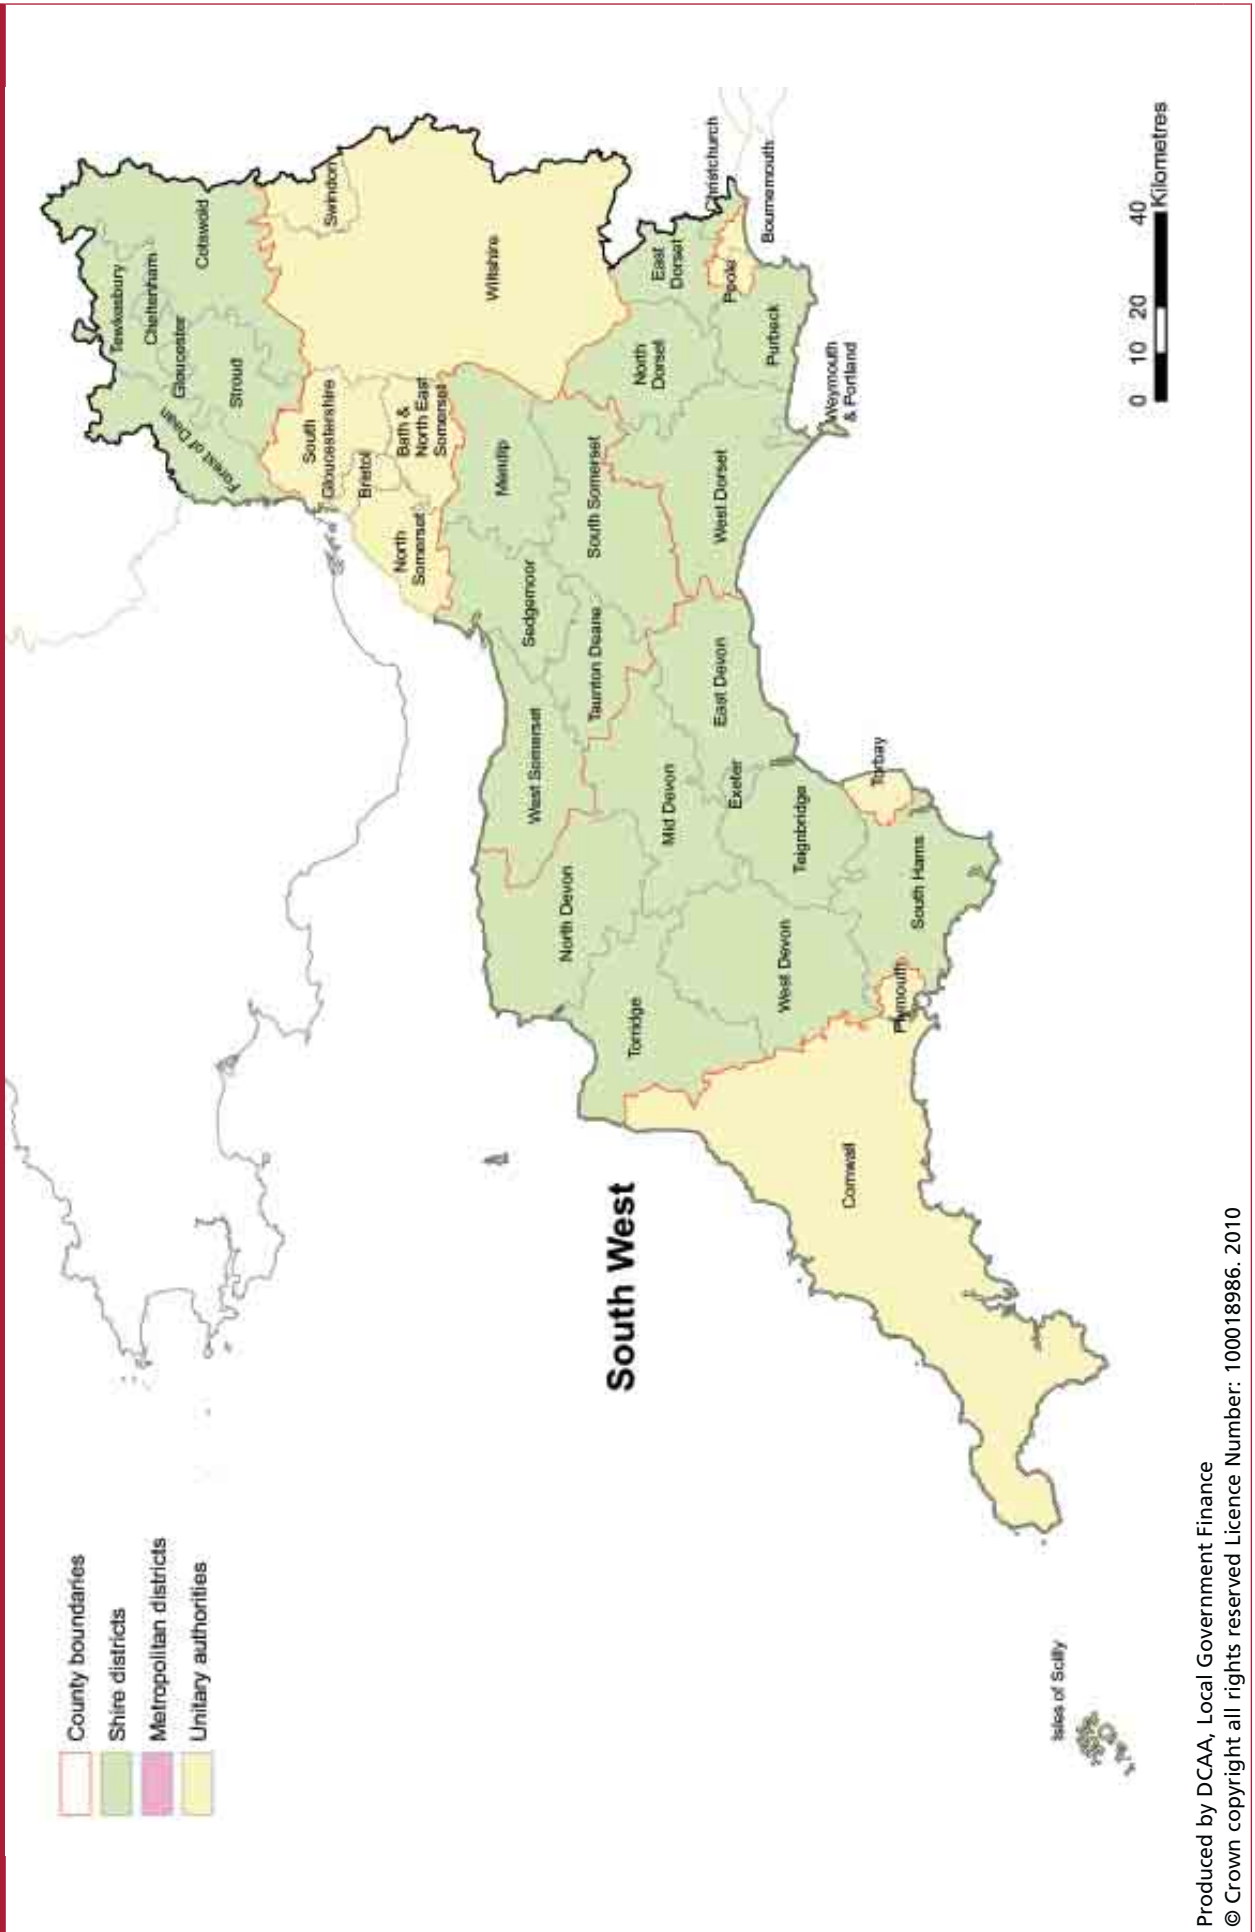 County boundaries
Shire districts
Metropolitan districts
Unitary authorities
South West
Tewkesbury
Cheltenham
Gloucester
Forest of Dean
Stroud
Cotswold
South
Gloucestershire
Swindon
Bristol
Bath &
North East
Somerset
North
Somerset
Wiltshire
Mendip
Sedgemoor
West Somerset
South Somerset
Taunton Deane
North Devon
Torridge
Mid Devon
East Devon
Exeter
West Devon
Teignbridge
Torbay
South Hams
Plymouth
Cornwall
Isles of Scilly
North
Dorset
East
Dorset
Christchurch
Bournemouth
Poole
Purbeck
West Dorset
Weymouth
& Portland
0 10 20 40
Kilometres
Produced by DCAA, Local Government Finance
© Crown copyright all rights reserved Licence Number: 100018986. 2010